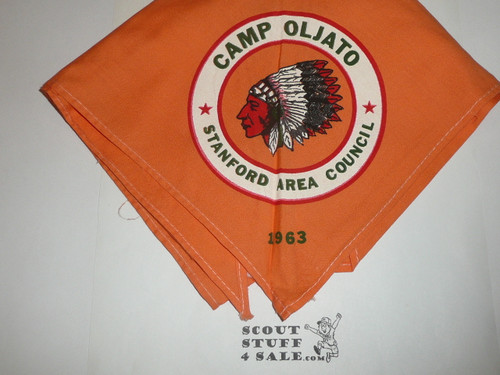 CAMP OLJATO
STANFORD AREA COUNCIL
1963
SCOUT
STUFF
4 SALE.com